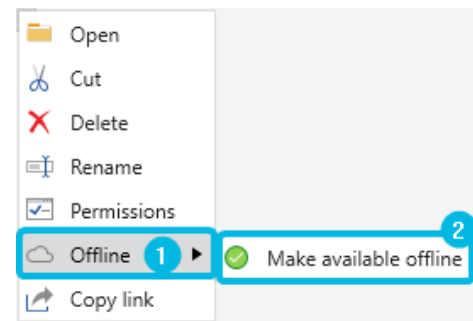 Open
Cut
Delete
Rename
Permissions
Offline 1
2
Make available offline
Copy link